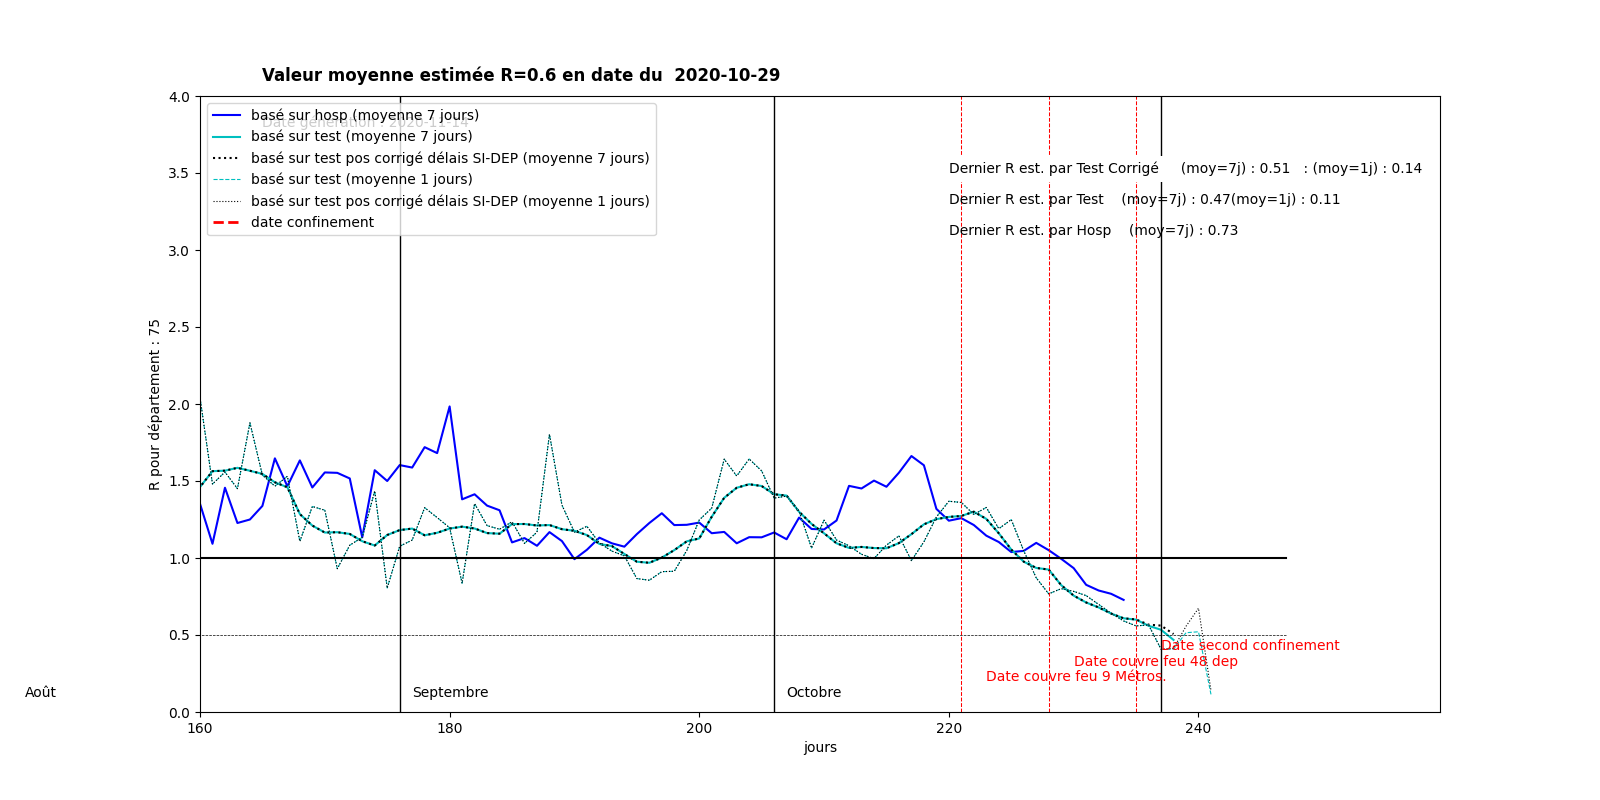 Valeur moyenne estimée R=0.6 en date du  2020-10-29
4.0
basé sur hosp (moyenne 7 jours)
Date génération : 2020-11-14
basé sur test (moyenne 7 jours)
basé sur test pos corrigé délais SI-DEP (moyenne 7 jours)
basé sur test (moyenne 1 jours)
basé sur test pos corrigé délais SI-DEP (moyenne 1 jours)
date confinement
Dernier R est. par Test Corrigé     (moy=7j) : 0.51   : (moy=1j) : 0.14
Dernier R est. par Test    (moy=7j) : 0.47(moy=1j) : 0.11
Dernier R est. par Hosp    (moy=7j) : 0.73
3.5
3.0
2.5
2.0
1.5
1.0
0.5
0.0
R pour département : 75
Date second confinement
Date couvre feu 48 dep
Date couvre feu 9 Métros.
Août
Septembre
Octobre
160
180
200
220
240
jours